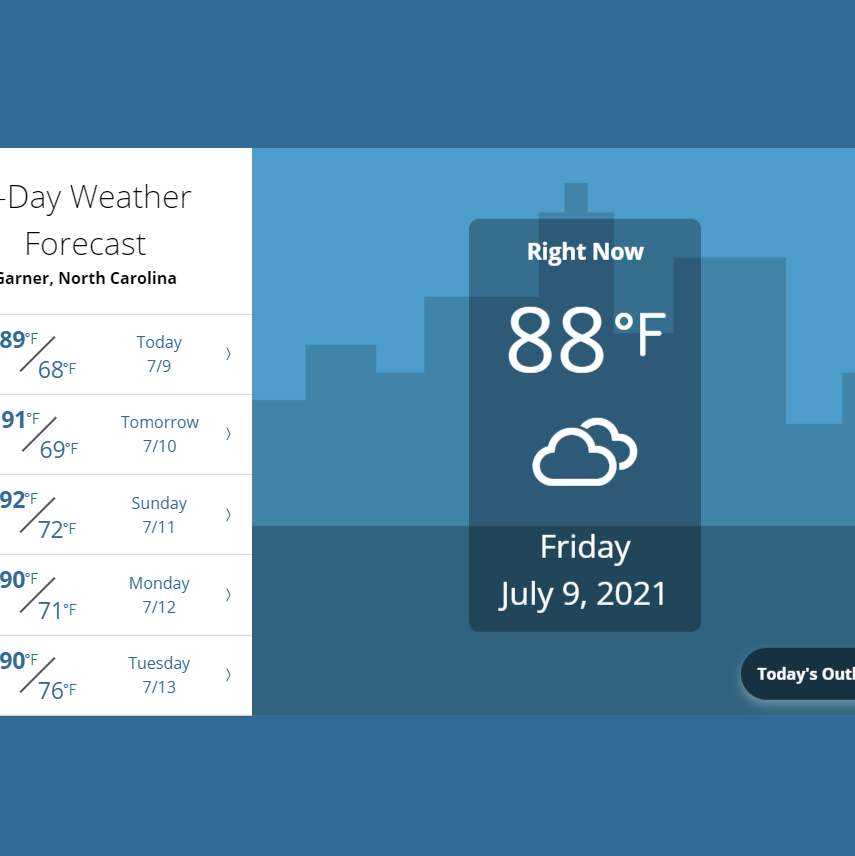 -Day Weather
Forecast
Garner, North Carolina
89°F
68°F
Today
7/9
91°F
69°F
Tomorrow
7/10
92°F
72°F
Sunday
7/11
90°F
71°F
Monday
7/12
90°F
76°F
Tuesday
7/13
Right Now
88°F
Friday
July 9, 2021
Today's